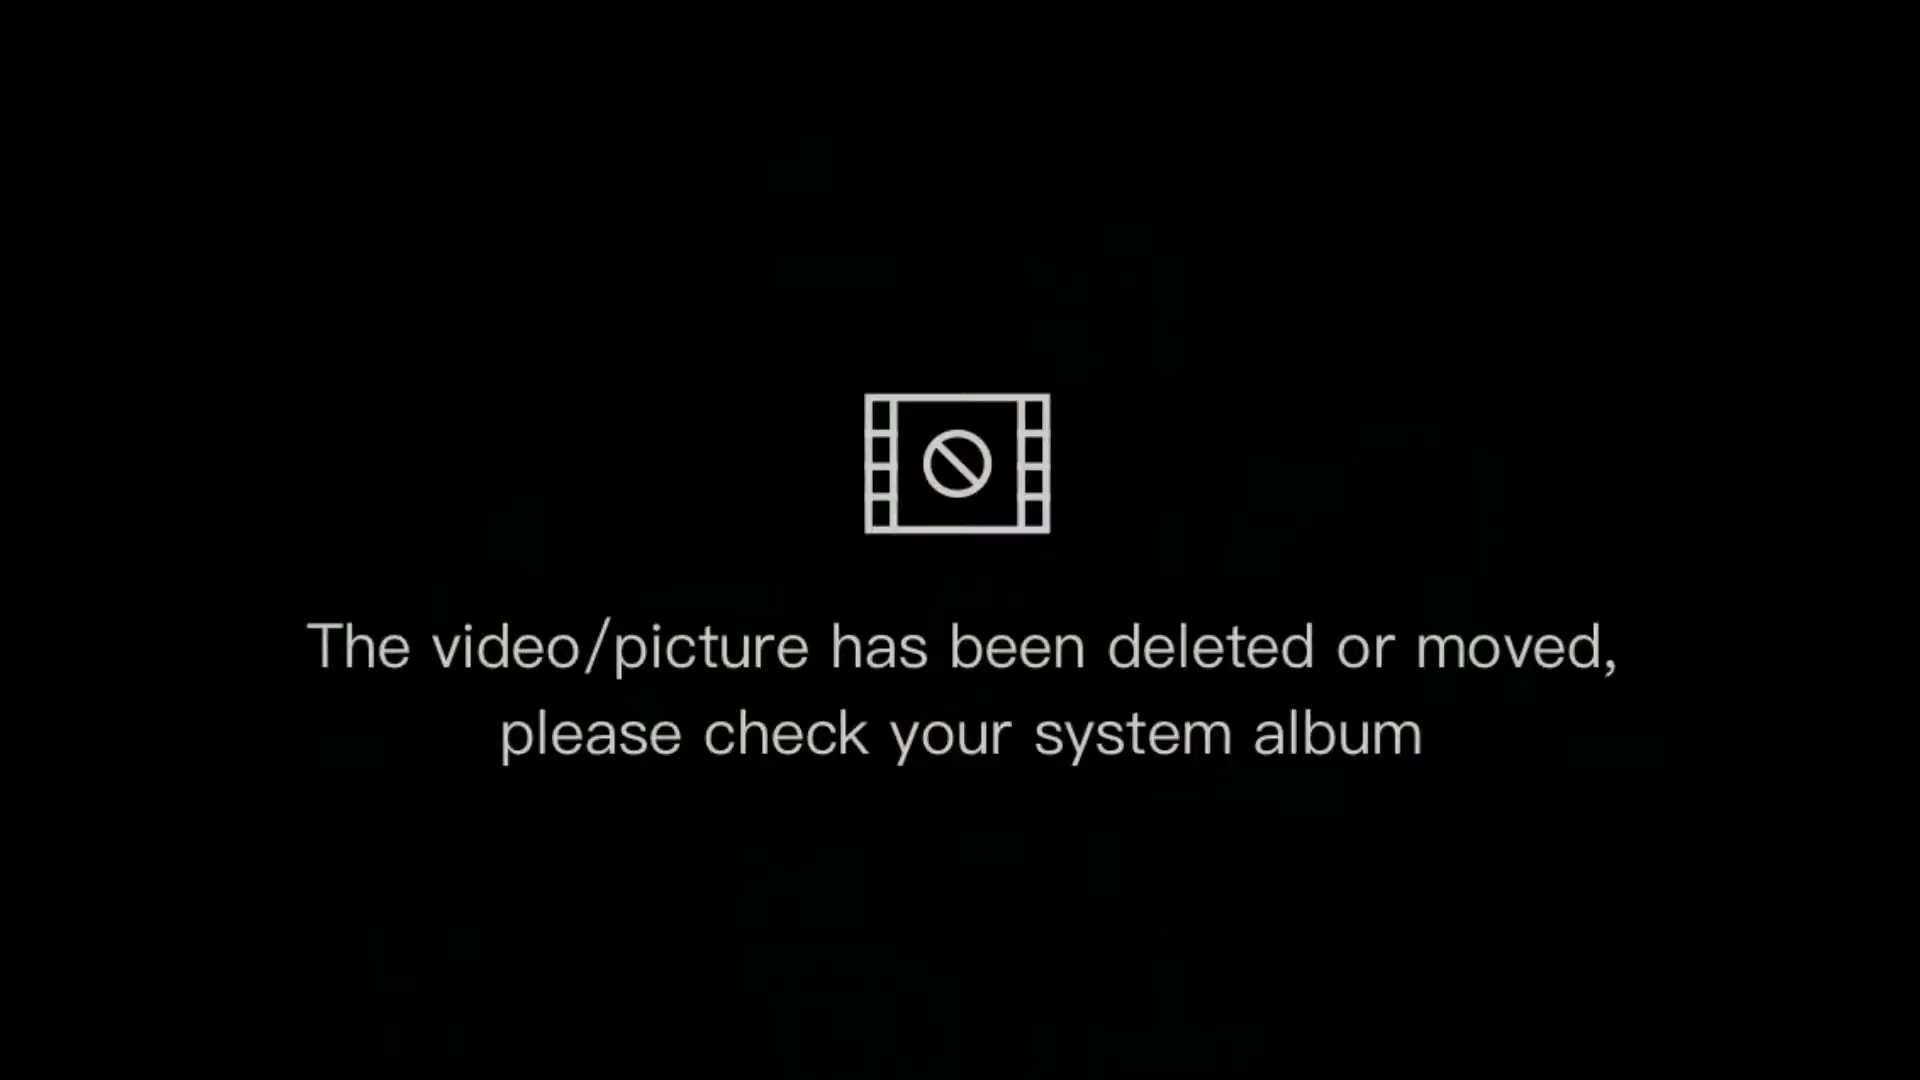 The video/picture has been deleted or moved,
please check your system album